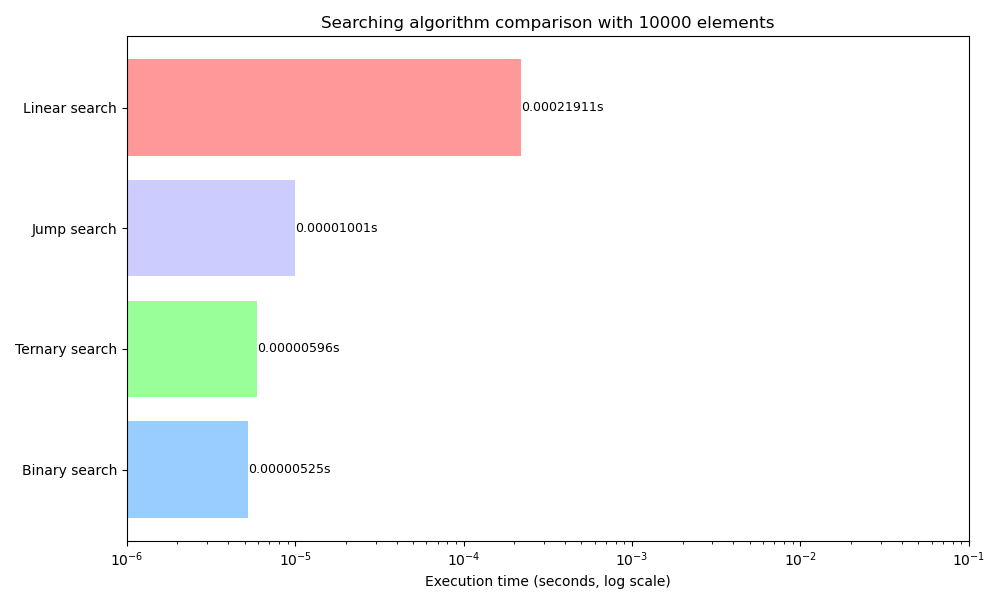 Searching algorithm comparison with 10000 elements
Linear search
0.00021911s
Jump search
0.00001001s
Ternary search
0.00000596s
Binary search
0.00000525s
10⁻⁶ 10⁻⁵ 10⁻⁴ 10⁻³ 10⁻² 10⁻¹
Execution time (seconds, log scale)